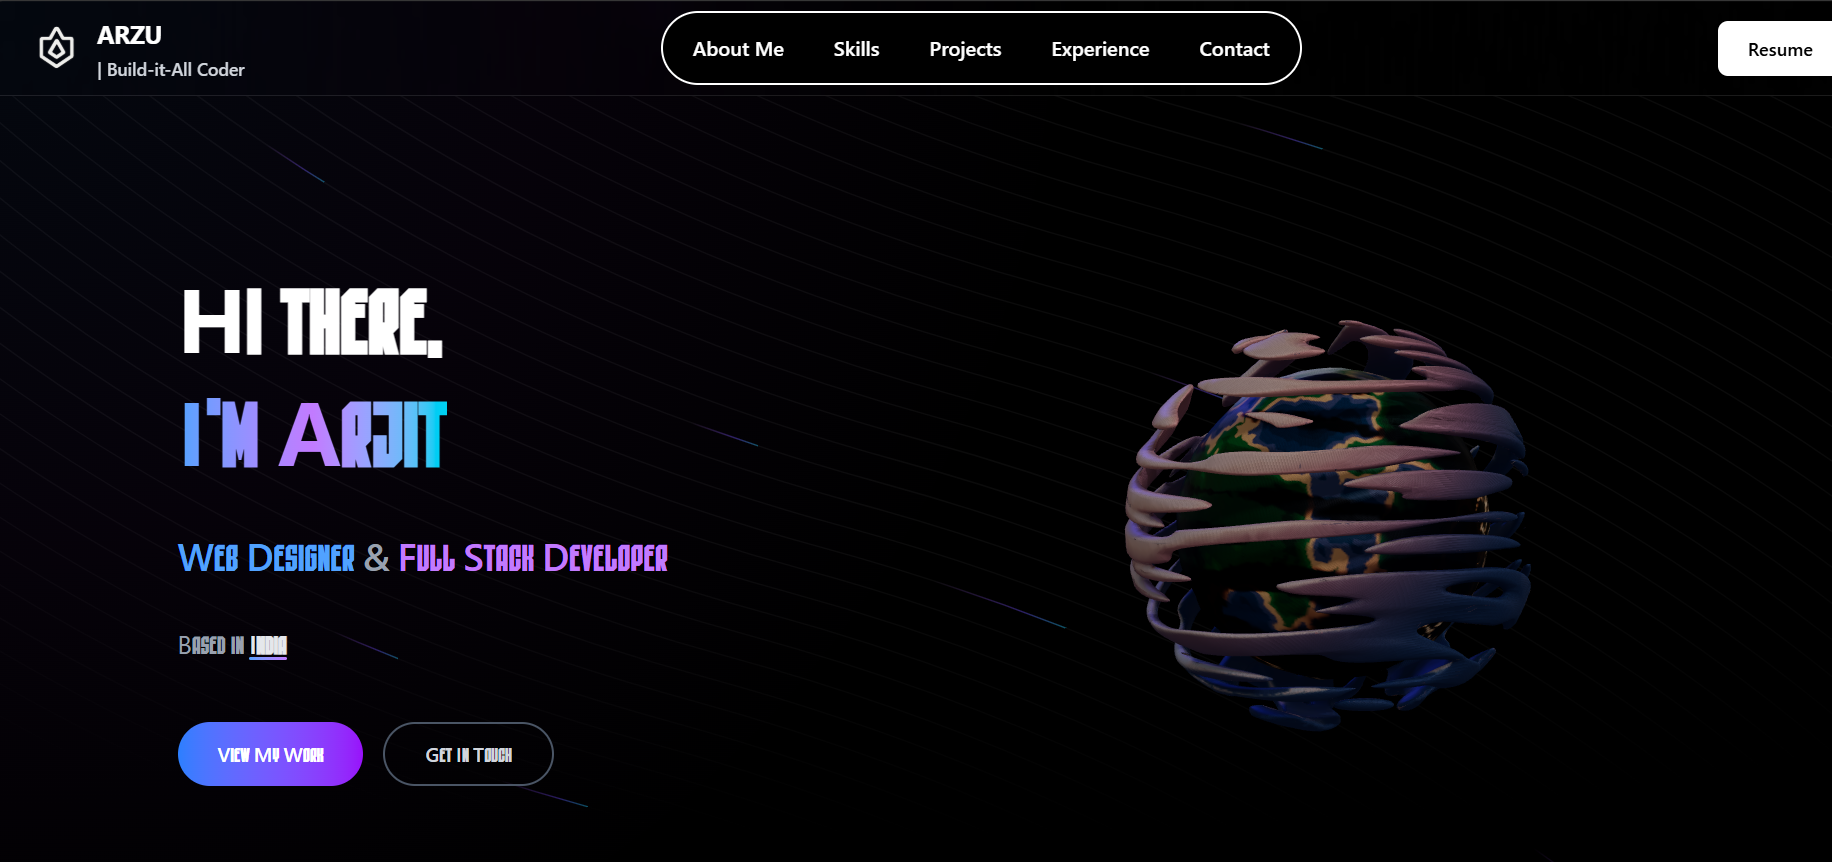 ARZU
| Build-it-All Coder
About Me Skills Projects Experience Contact
Resume
HI THERE,
I'M ARJIT
WEB DESIGNER & FULL STACK DEVELOPER
BASED IN INDIA
VIEW MY WORK GET IN TOUCH